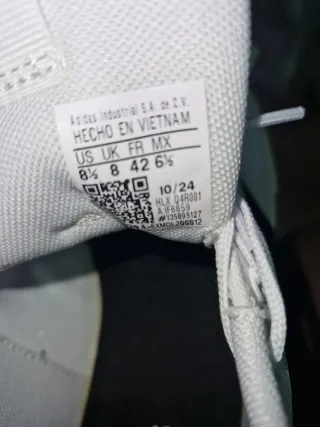 Adidas Industrial S.A. de C.V.
HECHO EN VIETNAM
US UK FR MX
8½ 8 42 6½
10/24
HLX 04R001
A:IF6659
#135895127